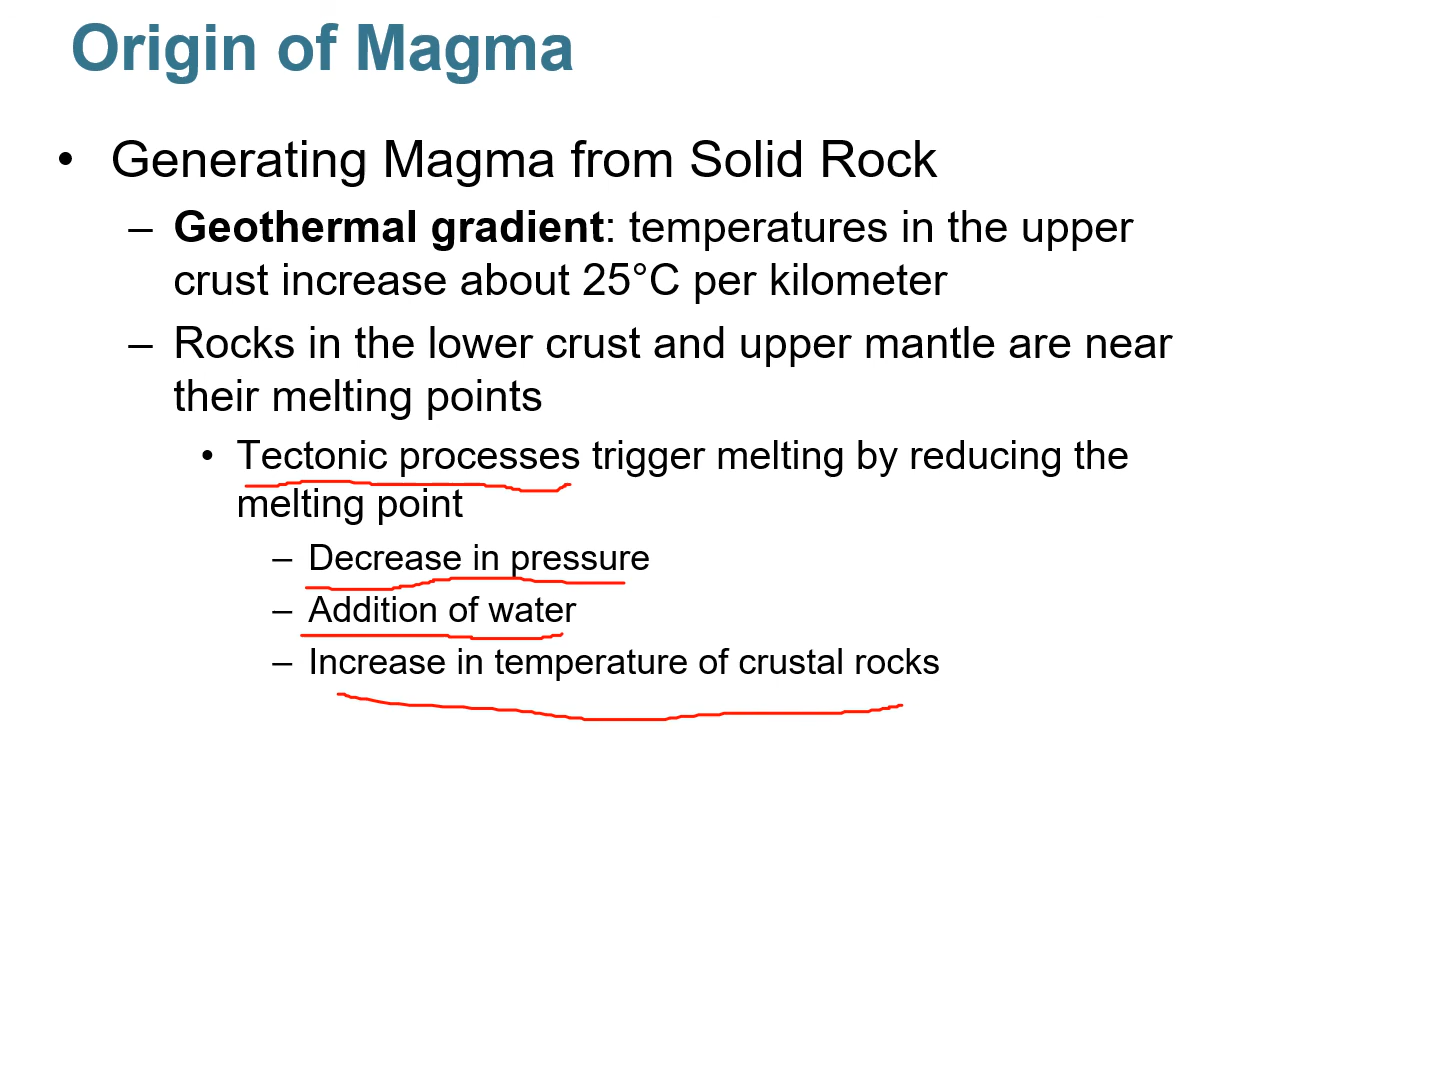 Origin of Magma
• Generating Magma from Solid Rock
– Geothermal gradient: temperatures in the upper
crust increase about 25°C per kilometer
– Rocks in the lower crust and upper mantle are near
their melting points
• Tectonic processes trigger melting by reducing the
melting point
– Decrease in pressure
– Addition of water
– Increase in temperature of crustal rocks